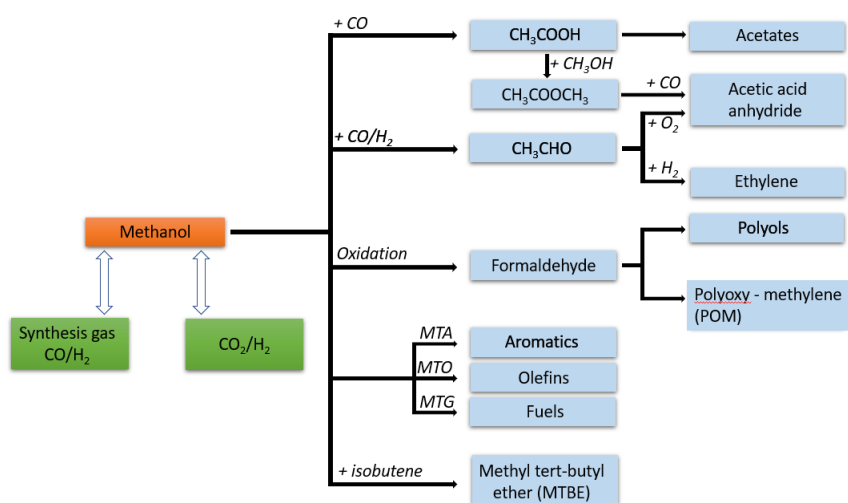 + CO
CH₃COOH
Acetates
+ CH₃OH
CH₃COOCH₃
+ CO
Acetic acid
anhydride
+ O₂
+ CO/H₂
CH₃CHO
+ H₂
Ethylene
Methanol
Polyols
Oxidation
Formaldehyde
Polyoxy - methylene
(POM)
Synthesis gas
CO/H₂
CO₂/H₂
MTA
Aromatics
MTO
Olefins
MTG
Fuels
+ isobutene
Methyl tert-butyl
ether (MTBE)